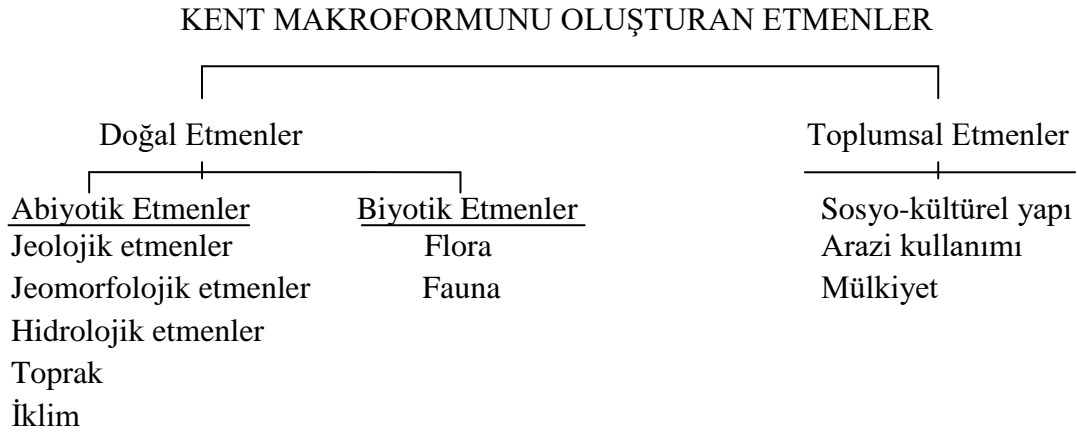 KENT MAKROFORMUNU OLUŞTURAN ETMENLER
Doğal Etmenler
Toplumsal Etmenler
Abiyotik Etmenler
Jeolojik etmenler
Jeomorfolojik etmenler
Hidrolojik etmenler
Toprak
İklim
Biyotik Etmenler
Flora
Fauna
Sosyo-kültürel yapı
Arazi kullanımı
Mülkiyet